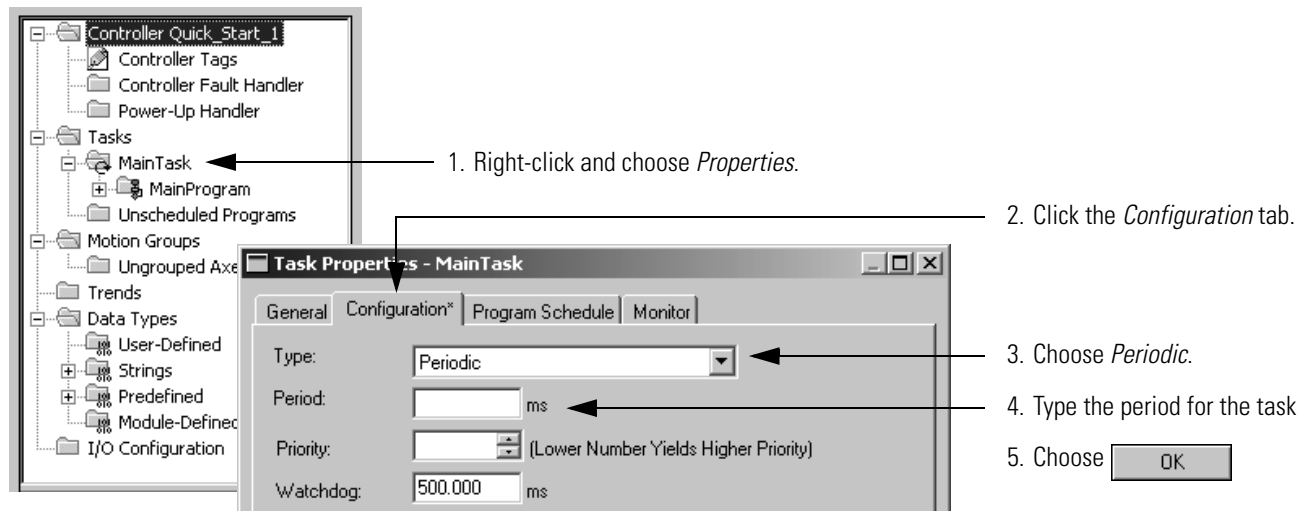 Controller Quick_Start_1
Controller Tags
Controller Fault Handler
Power-Up Handler
Tasks
MainTask
MainProgram
Unscheduled Programs
Motion Groups
Ungrouped Axe
Trends
Data Types
User-Defined
Strings
Predefined
Module-Defined
I/O Configuration
1. Right-click and choose Properties.
2. Click the Configuration tab.
Task Properties - MainTask
General Configuration* Program Schedule Monitor
Type: Periodic
3. Choose Periodic.
Period: ms
4. Type the period for the task
Priority: (Lower Number Yields Higher Priority)
5. Choose OK
Watchdog: 500.000 ms